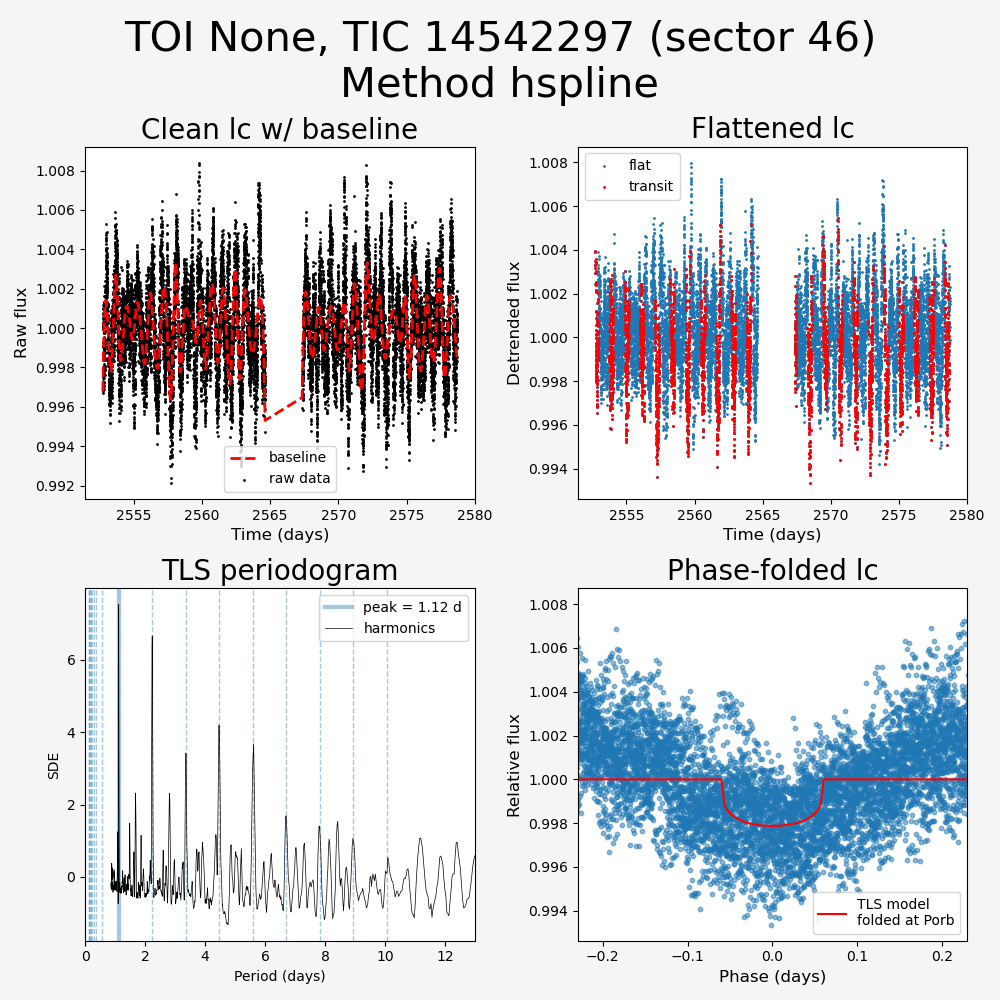 TOI None, TIC 14542297 (sector 46)
Method hspline
Clean lc w/ baseline
Raw flux
1.008
1.006
1.004
1.002
1.000
0.998
0.996
0.994
0.992
baseline
raw data
2555
2560
2565
2570
2575
2580
Time (days)
Flattened lc
Detrended flux
1.008
1.006
1.004
1.002
1.000
0.998
0.996
0.994
flat
transit
2555
2560
2565
2570
2575
2580
Time (days)
TLS periodogram
SDE
6
4
2
0
peak = 1.12 d
harmonics
0
2
4
6
8
10
12
Period (days)
Phase-folded lc
Relative flux
1.008
1.006
1.004
1.002
1.000
0.998
0.996
0.994
TLS model
folded at Porb
−0.2
−0.1
0.0
0.1
0.2
Phase (days)